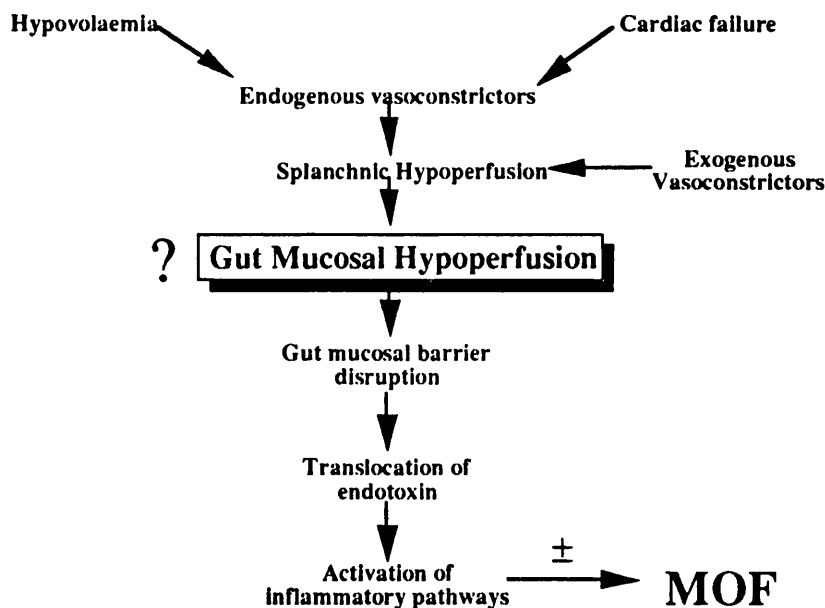 Hypovolaemia
Cardiac failure
Endogenous vasoconstrictors
Splanchnic Hypoperfusion
Exogenous
Vasoconstrictors
? Gut Mucosal Hypoperfusion
Gut mucosal barrier
disruption
Translocation of
endotoxin
Activation of
inflammatory pathways
±
MOF